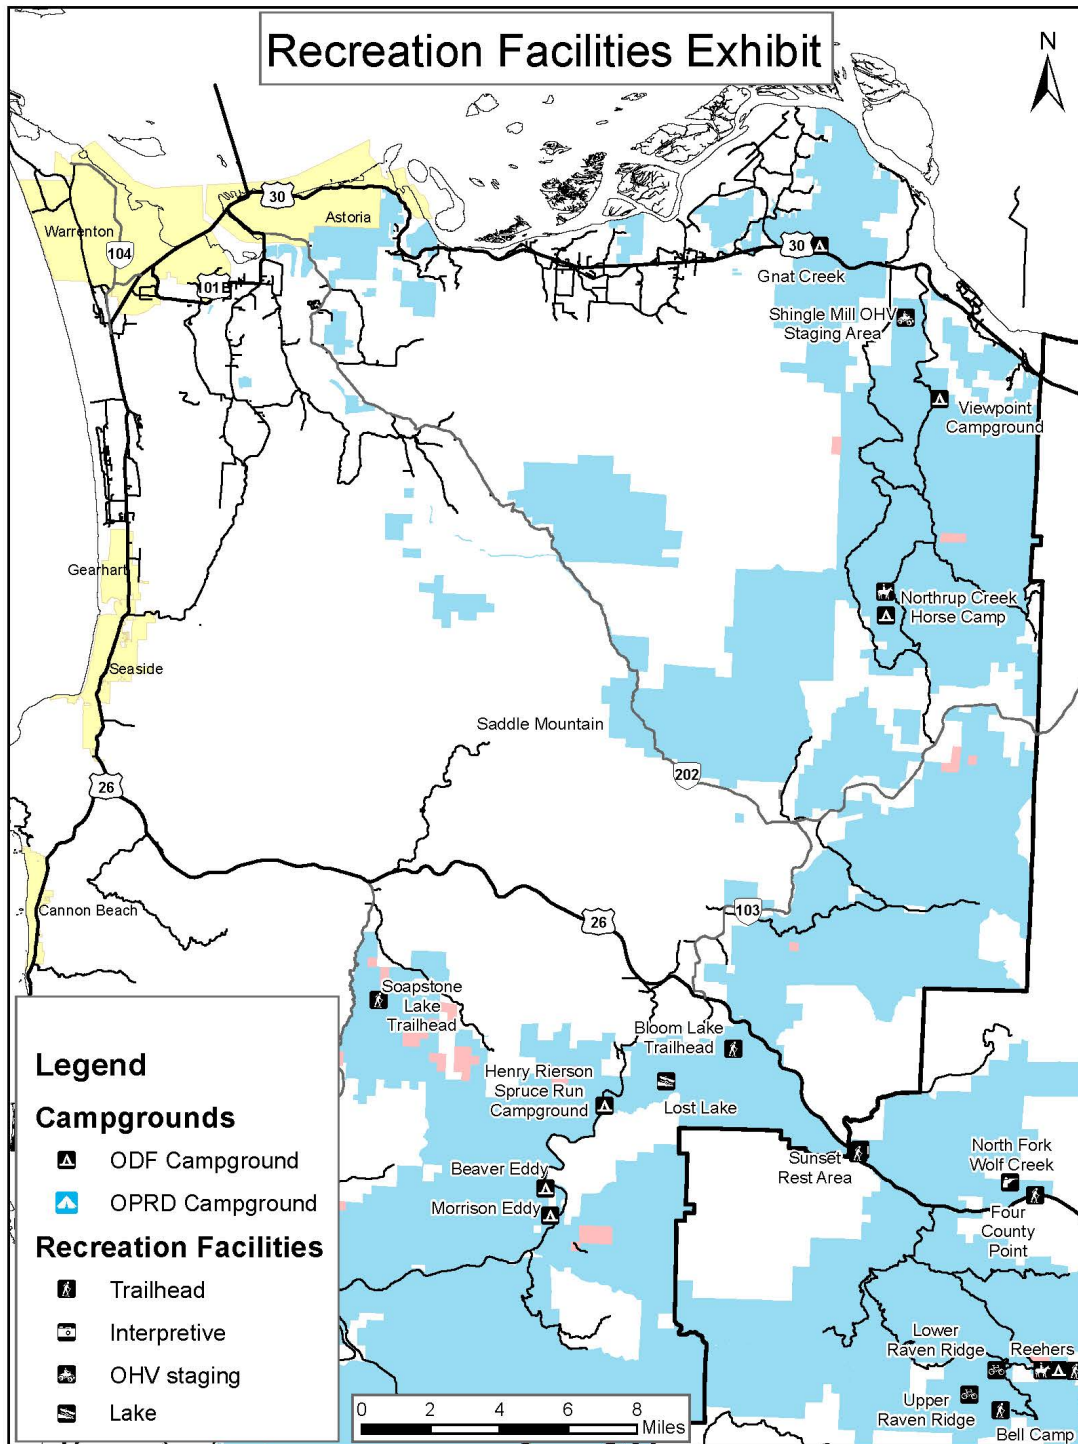 Recreation Facilities Exhibit
N
30
Astoria
Warrenton
104
101B
30
Gnat Creek
Shingle Mill OHV
Staging Area
Viewpoint
Campground
Gearhart
Northrup Creek
Horse Camp
Seaside
Saddle Mountain
202
26
Cannon Beach
103
26
Soapstone
Lake
Trailhead
Bloom Lake
Trailhead
Henry Rierson
Spruce Run
Campground
Lost Lake
Sunset
Rest Area
North Fork
Wolf Creek
Beaver Eddy
Morrison Eddy
Four
County
Point
Lower
Raven Ridge
Reehers
Upper
Raven Ridge
Bell Camp
Legend
Campgrounds
ODF Campground
OPRD Campground
Recreation Facilities
Trailhead
Interpretive
OHV staging
Lake
0 2 4 6 8
Miles